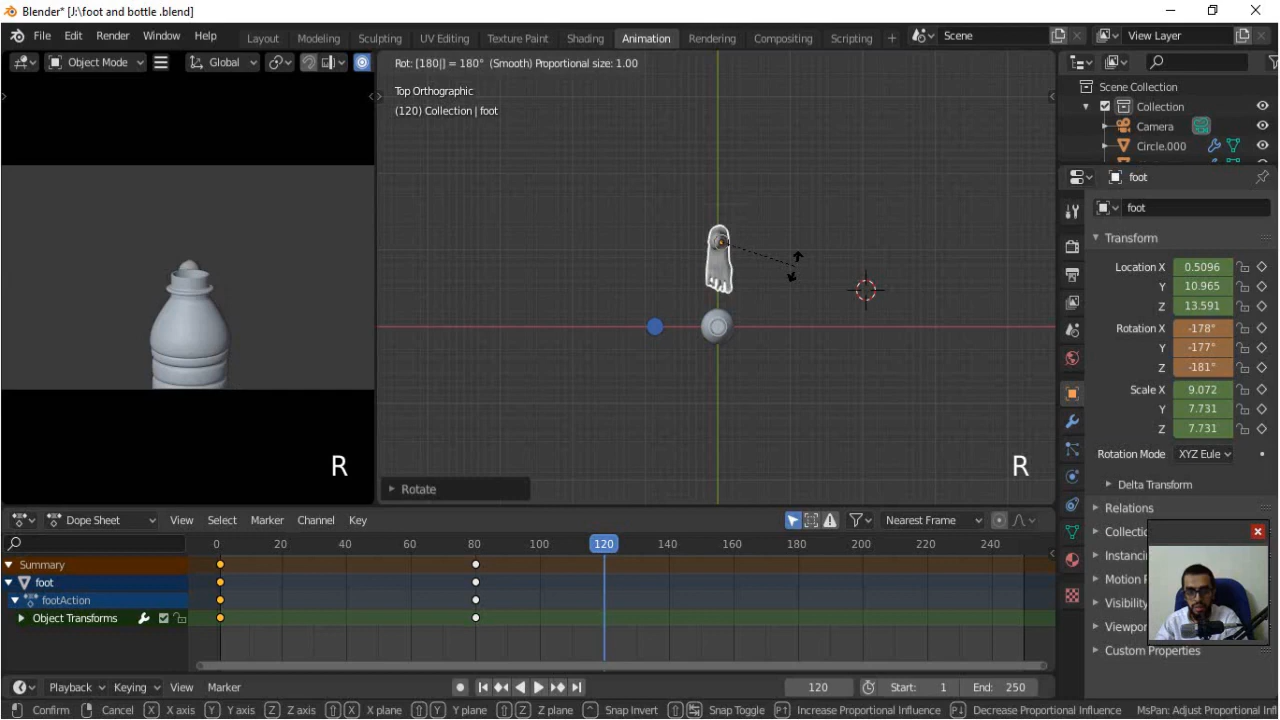 Blender* [J:\foot and bottle .blend]
File Edit Render Window Help Layout Modeling Sculpting UV Editing Texture Paint Shading Animation Rendering Compositing Scripting + Scene View Layer
Object Mode Global Rot: [180|] = 180° (Smooth) Proportional size: 1.00
Top Orthographic
(120) Collection | foot
Scene Collection
Collection
Camera
Circle.000
foot
foot
Transform
Location X 0.5096
Y 10.965
Z 13.591
Rotation X -178°
Y -177°
Z -181°
Scale X 9.072
Y 7.731
Z 7.731
Rotation Mode XYZ Eule
Delta Transform
Relations
Collecti
Instancin
Motion P
Visibility
Viewpor
Custom Properties
R R
Rotate
Dope Sheet View Select Marker Channel Key Nearest Frame
0 20 40 60 80 100 120 140 160 180 200 220 240
Summary
foot
footAction
Object Transforms
Playback Keying View Marker 120 Start: 1 End: 250
Confirm Cancel X X axis Y Y axis Z Z axis X X plane Y Y plane Z Z plane Snap Invert Snap Toggle P Increase Proportional Influence P Decrease Proportional Influence MsPan: Adjust Proportional Infl